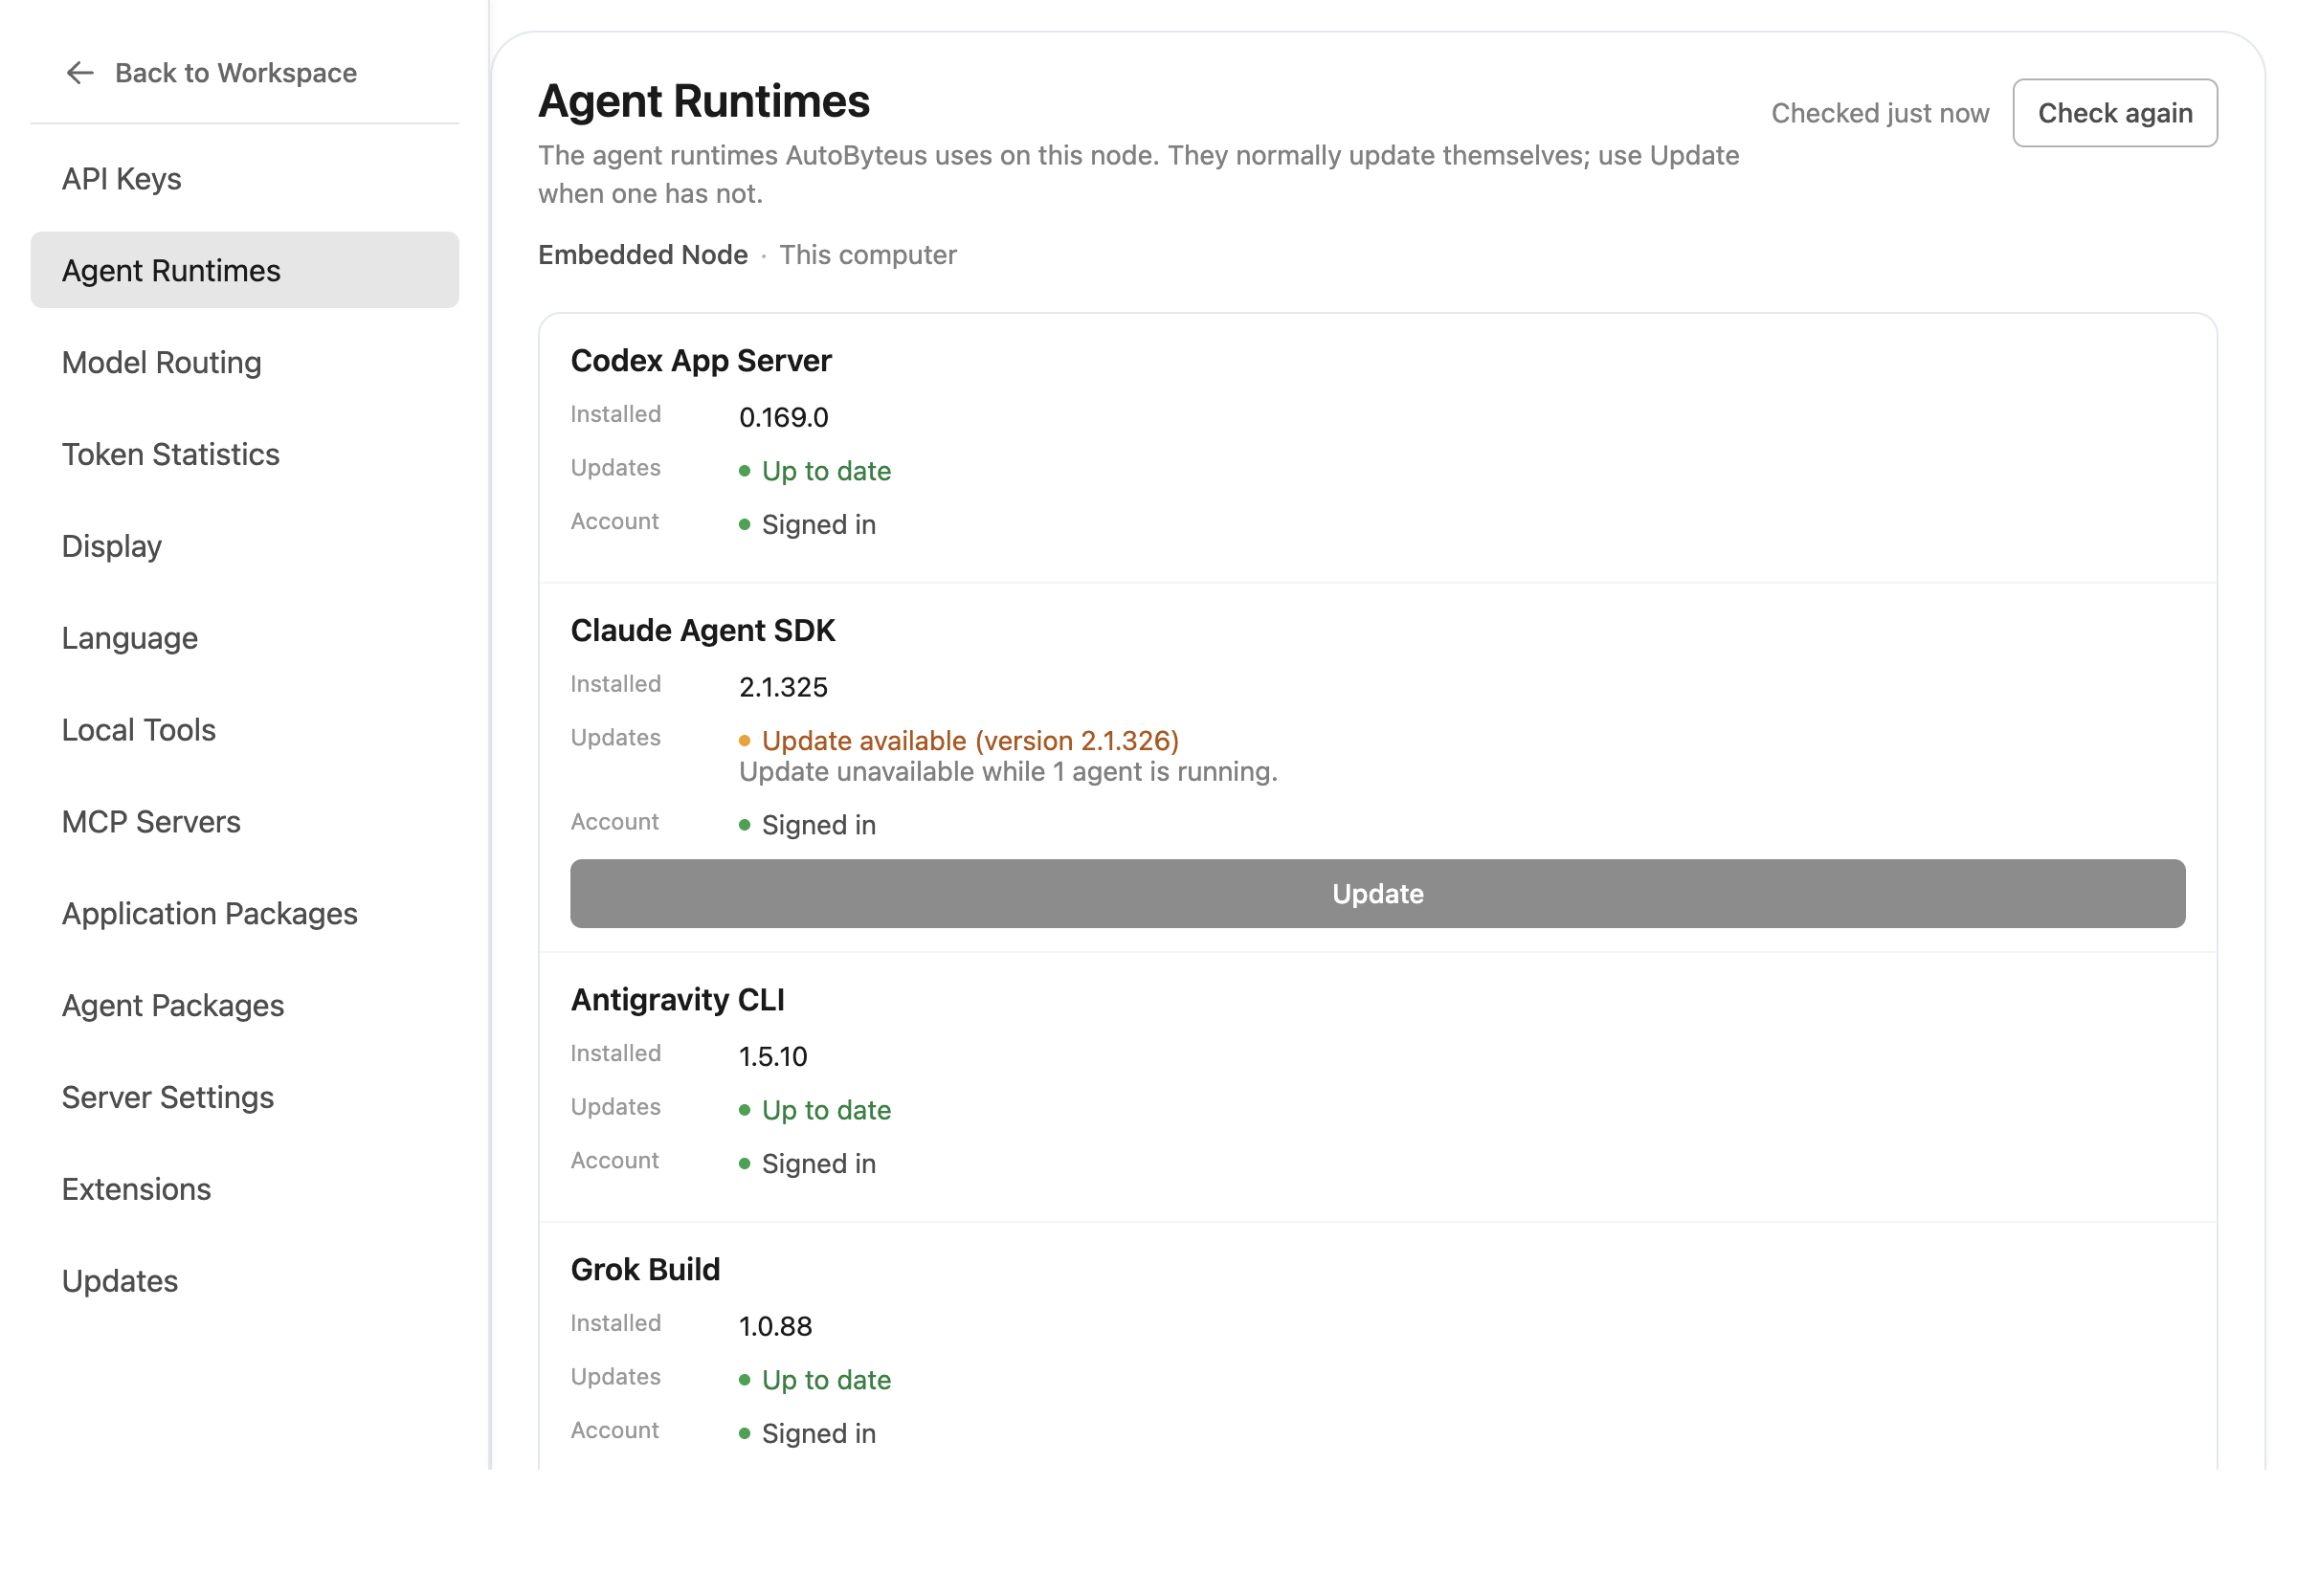 Back to Workspace
API Keys
Agent Runtimes
Model Routing
Token Statistics
Display
Language
Local Tools
MCP Servers
Application Packages
Agent Packages
Server Settings
Extensions
Updates
Agent Runtimes
Checked just now
Check again
The agent runtimes AutoByteus uses on this node. They normally update themselves; use Update
when one has not.
Embedded Node · This computer
Codex App Server
Installed 0.169.0
Updates Up to date
Account Signed in
Claude Agent SDK
Installed 2.1.325
Updates Update available (version 2.1.326)
Update unavailable while 1 agent is running.
Account Signed in
Update
Antigravity CLI
Installed 1.5.10
Updates Up to date
Account Signed in
Grok Build
Installed 1.0.88
Updates Up to date
Account Signed in